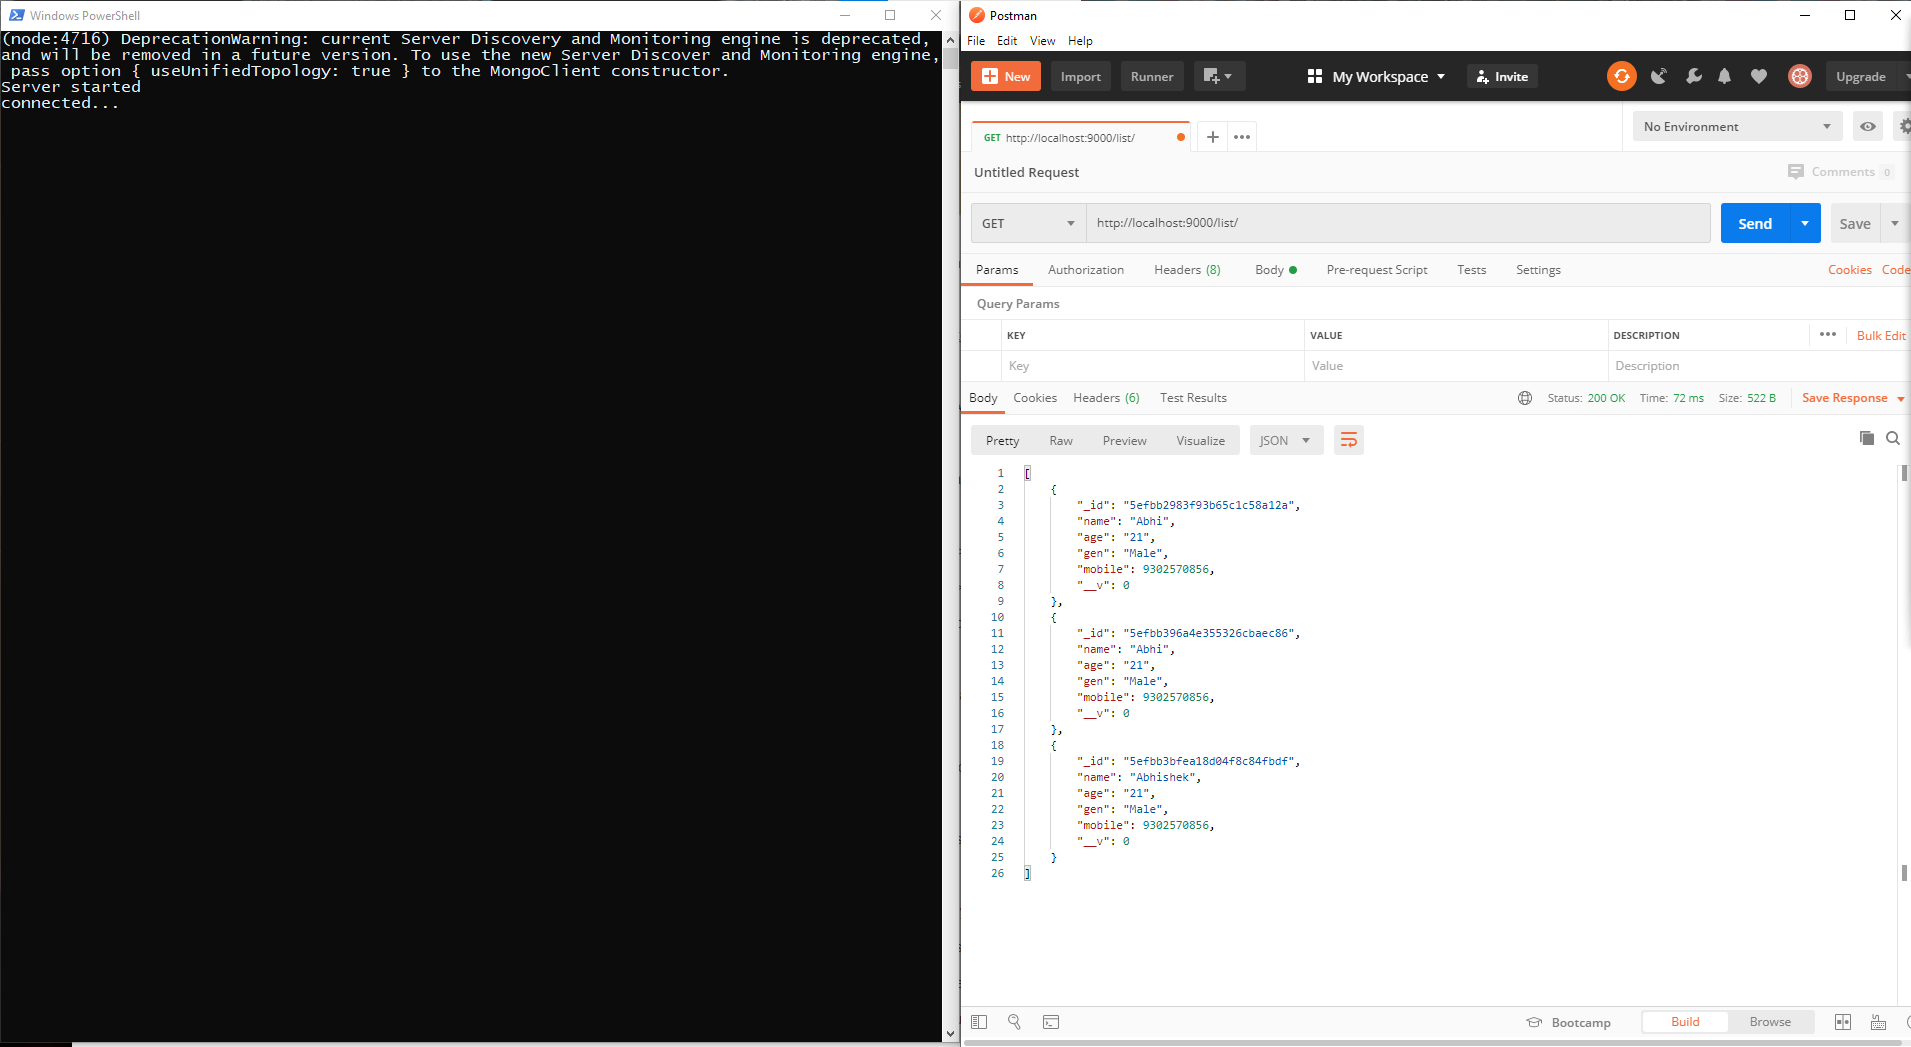 Windows PowerShell
(node:4716) DeprecationWarning: current Server Discovery and Monitoring engine is deprecated,
and will be removed in a future version. To use the new Server Discover and Monitoring engine,
pass option { useUnifiedTopology: true } to the MongoClient constructor.
Server started
connected...
Postman
File Edit View Help
New Import Runner My Workspace Invite Upgrade
GET http://localhost:9000/list/ No Environment
Untitled Request Comments 0
GET http://localhost:9000/list/ Send Save
Params Authorization Headers (8) Body Pre-request Script Tests Settings Cookies Code
Query Params
KEY VALUE DESCRIPTION Bulk Edit
Key Value Description
Body Cookies Headers (6) Test Results Status: 200 OK Time: 72 ms Size: 522 B Save Response
Pretty Raw Preview Visualize JSON
1 [
2 {
3 "_id": "5efbb2983f93b65c1c58a12a",
4 "name": "Abhi",
5 "age": "21",
6 "gen": "Male",
7 "mobile": 9302570856,
8 "__v": 0
9 },
10 {
11 "_id": "5efbb396a4e355326cbaec86",
12 "name": "Abhi",
13 "age": "21",
14 "gen": "Male",
15 "mobile": 9302570856,
16 "__v": 0
17 },
18 {
19 "_id": "5efbb3bfea18d04f8c84fbdf",
20 "name": "Abhishek",
21 "age": "21",
22 "gen": "Male",
23 "mobile": 9302570856,
24 "__v": 0
25 }
26 ]
Bootcamp Build Browse